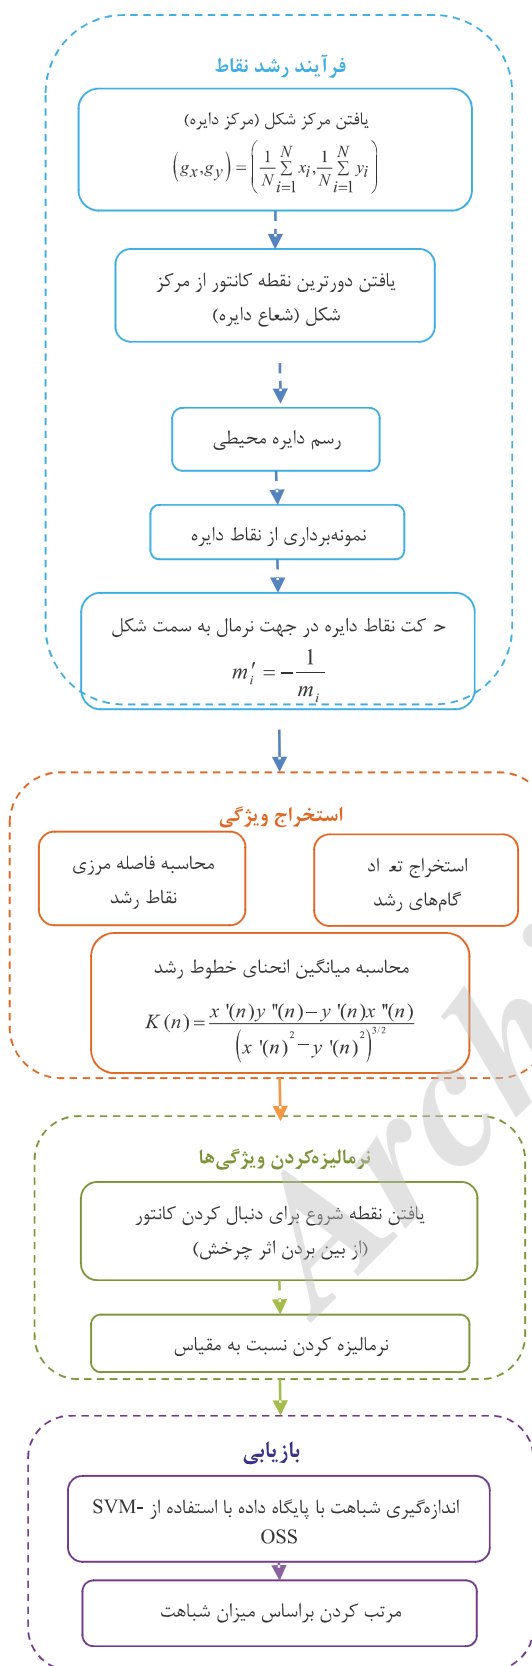 فرآیند رشد نقاط
یافتن مرکز شکل (مرکز دایره)
(g_x, g_y) = (1/N ∑_{i=1}^{N} x_i, 1/N ∑_{i=1}^{N} y_i)
یافتن دورترین نقطه کانتور از مرکز
شکل (شعاع دایره)
رسم دایره محیطی
نمونه‌برداری از نقاط دایره
ح کت نقاط دایره در جهت نرمال به سمت شکل
m′_i = − 1/m_i
استخراج ویژگی
استخراج تع اد
گام‌های رشد
محاسبه فاصله مرزی
نقاط رشد
محاسبه میانگین انحنای خطوط رشد
K(n) = (x'(n)y''(n) − y'(n)x''(n)) / (x'(n)^2 − y'(n)^2)^{3/2}
نرمالیزه‌کردن ویژگی‌ها
یافتن نقطه شروع برای دنبال کردن کانتور
(از بین بردن اثر چرخش)
نرمالیزه کردن نسبت به مقیاس
بازیابی
اندازه‌گیری شباهت با پایگاه داده با استفاده از SVM-
OSS
مرتب کردن براساس میزان شباهت
Archi